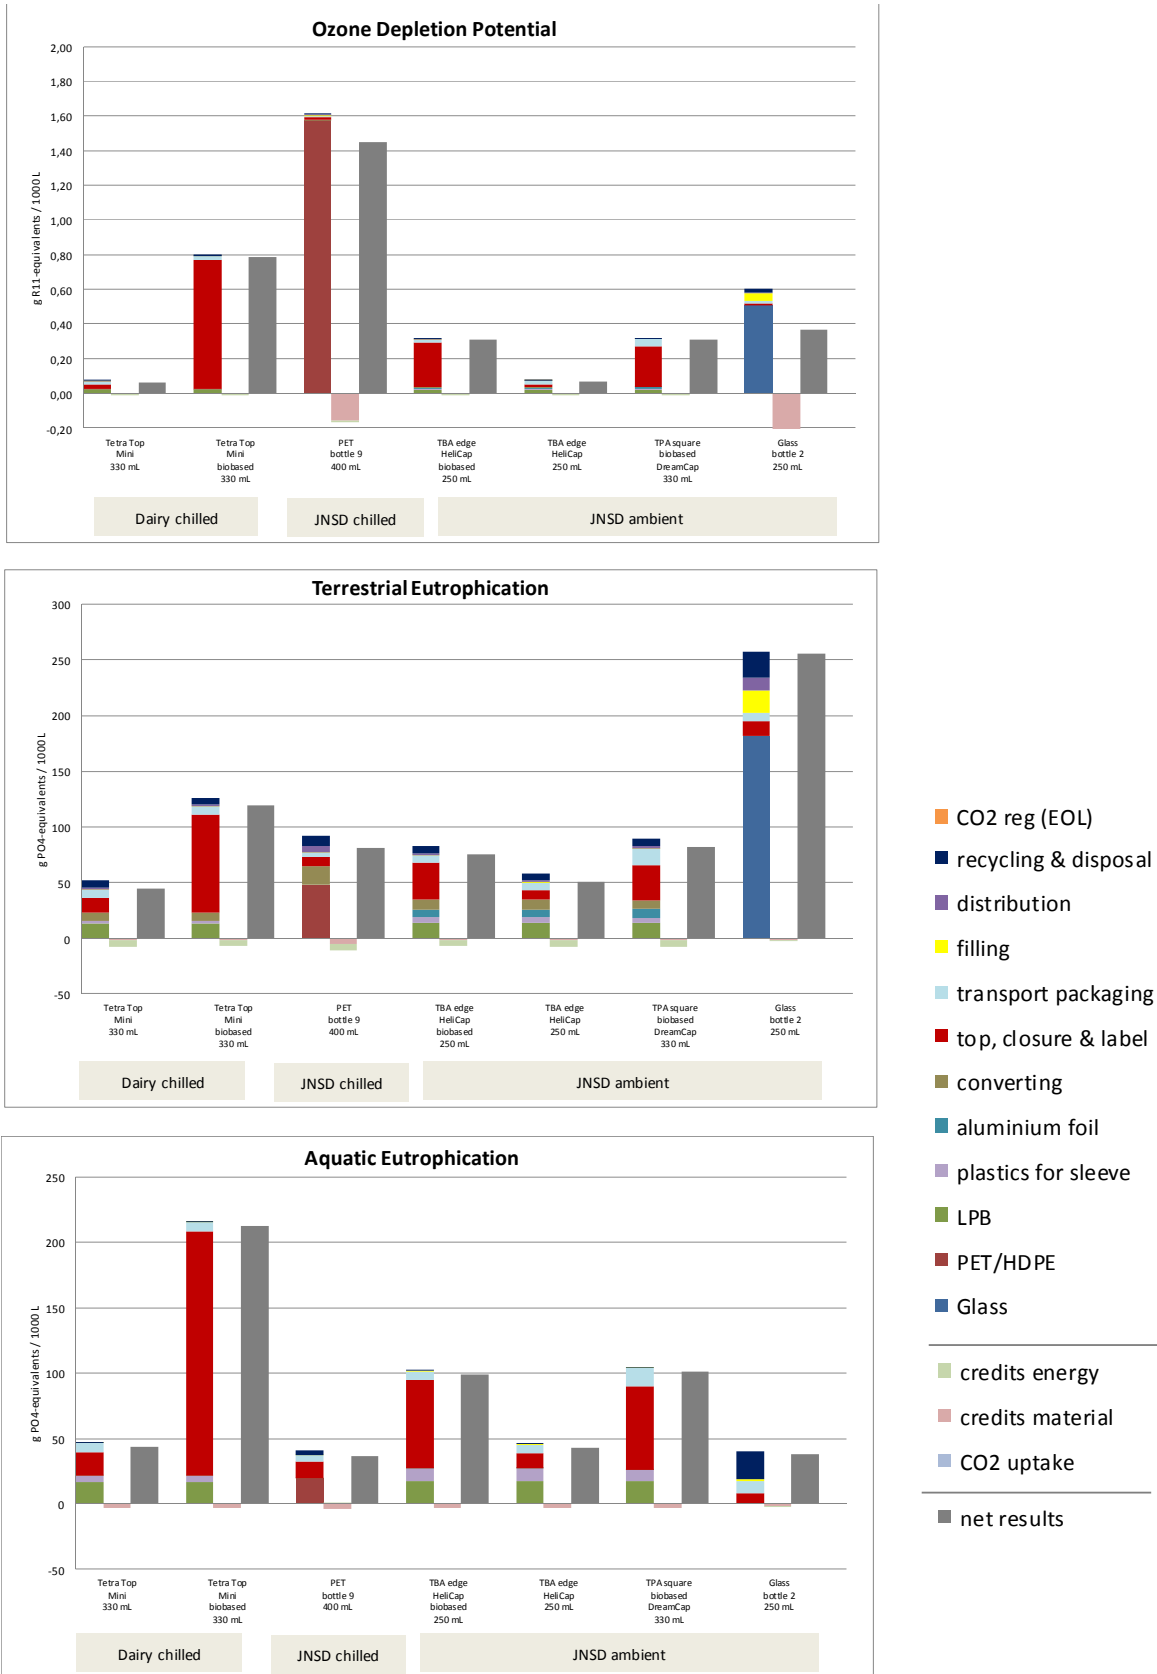 Ozone Depletion Potential
g R11-equivalents / 1000 L
2,00
1,80
1,60
1,40
1,20
1,00
0,80
0,60
0,40
0,20
0,00
-0,20
Tetra Top
Mini
330 mL
Tetra Top
Mini
biobased
330 mL
PET
bottle 9
400 mL
TBA edge
HeliCap
biobased
250 mL
TBA edge
HeliCap
250 mL
TPA square
biobased
DreamCap
330 mL
Glass
bottle 2
250 mL
Dairy chilled
JNSD chilled
JNSD ambient
Terrestrial Eutrophication
g PO4-equivalents / 1000 L
300
250
200
150
100
50
0
-50
Tetra Top
Mini
330 mL
Tetra Top
Mini
biobased
330 mL
PET
bottle 9
400 mL
TBA edge
HeliCap
biobased
250 mL
TBA edge
HeliCap
250 mL
TPA square
biobased
DreamCap
330 mL
Glass
bottle 2
250 mL
Dairy chilled
JNSD chilled
JNSD ambient
Aquatic Eutrophication
g PO4-equivalents / 1000 L
250
200
150
100
50
0
-50
Tetra Top
Mini
330 mL
Tetra Top
Mini
biobased
330 mL
PET
bottle 9
400 mL
TBA edge
HeliCap
biobased
250 mL
TBA edge
HeliCap
250 mL
TPA square
biobased
DreamCap
330 mL
Glass
bottle 2
250 mL
Dairy chilled
JNSD chilled
JNSD ambient
CO2 reg (EOL)
recycling & disposal
distribution
filling
transport packaging
top, closure & label
converting
aluminium foil
plastics for sleeve
LPB
PET/HDPE
Glass
credits energy
credits material
CO2 uptake
net results